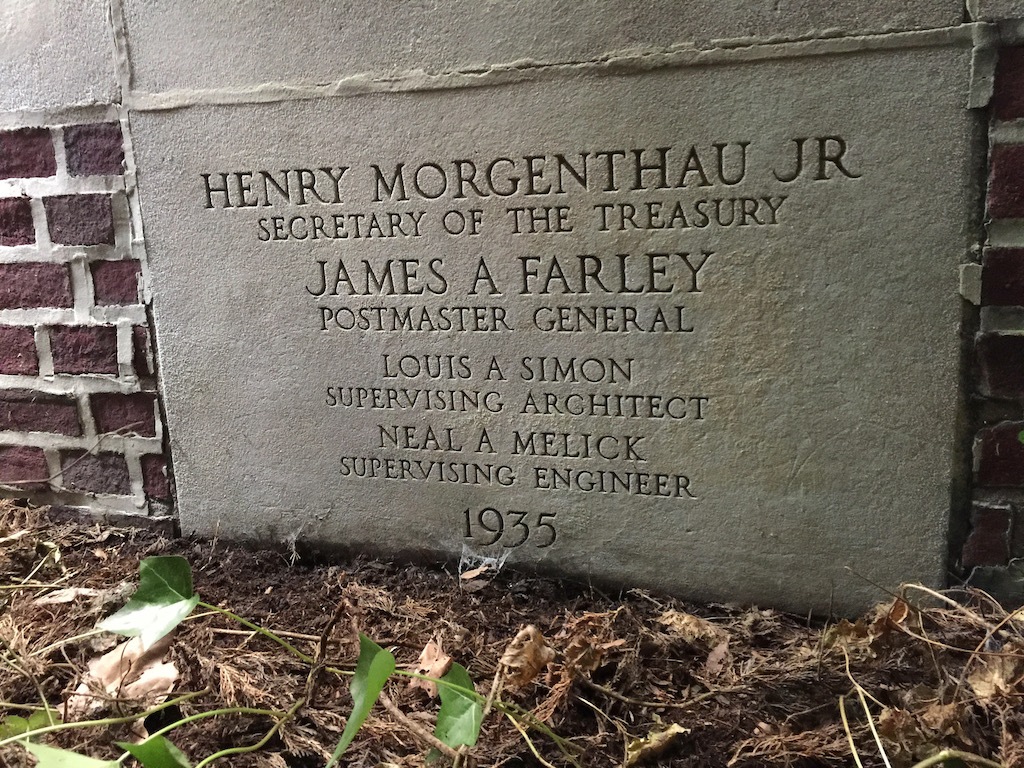 HENRY MORGENTHAU JR
SECRETARY OF THE TREASURY
JAMES A FARLEY
POSTMASTER GENERAL
LOUIS A SIMON
SUPERVISING ARCHITECT
NEAL A MELICK
SUPERVISING ENGINEER
1935